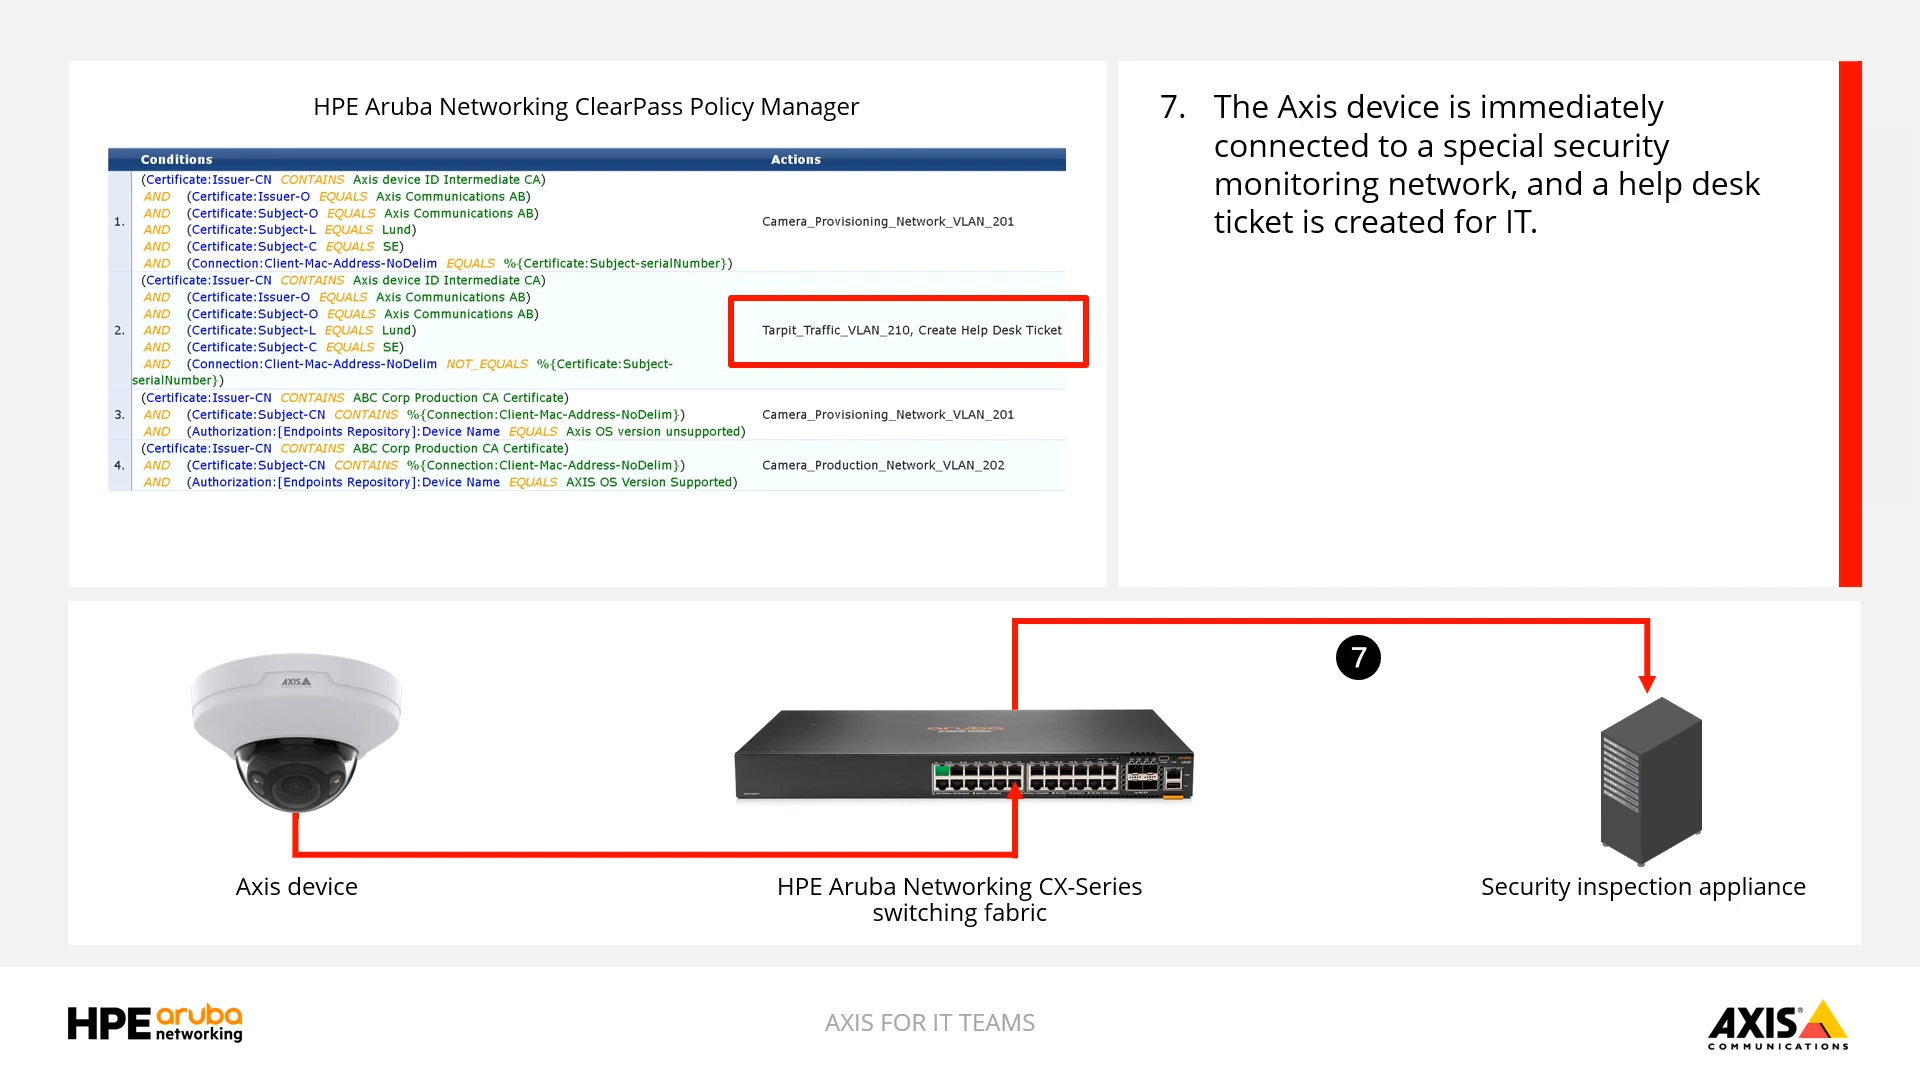 HPE Aruba Networking ClearPass Policy Manager
Conditions Actions
1. (Certificate:Issuer-CN CONTAINS Axis device ID Intermediate CA)
AND (Certificate:Issuer-O EQUALS Axis Communications AB)
AND (Certificate:Subject-O EQUALS Axis Communications AB)
AND (Certificate:Subject-L EQUALS Lund)
AND (Certificate:Subject-C EQUALS SE)
AND (Connection:Client-Mac-Address-NoDelim EQUALS %{Certificate:Subject-serialNumber})
Camera_Provisioning_Network_VLAN_201
2. (Certificate:Issuer-CN CONTAINS Axis device ID Intermediate CA)
AND (Certificate:Issuer-O EQUALS Axis Communications AB)
AND (Certificate:Subject-O EQUALS Axis Communications AB)
AND (Certificate:Subject-L EQUALS Lund)
AND (Certificate:Subject-C EQUALS SE)
AND (Connection:Client-Mac-Address-NoDelim NOT_EQUALS %{Certificate:Subject-
serialNumber})
Tarpit_Traffic_VLAN_210, Create Help Desk Ticket
3. (Certificate:Issuer-CN CONTAINS ABC Corp Production CA Certificate)
AND (Certificate:Subject-CN CONTAINS %{Connection:Client-Mac-Address-NoDelim})
AND (Authorization:[Endpoints Repository]:Device Name EQUALS Axis OS version unsupported)
Camera_Provisioning_Network_VLAN_201
4. (Certificate:Issuer-CN CONTAINS ABC Corp Production CA Certificate)
AND (Certificate:Subject-CN CONTAINS %{Connection:Client-Mac-Address-NoDelim})
AND (Authorization:[Endpoints Repository]:Device Name EQUALS AXIS OS Version Supported)
Camera_Production_Network_VLAN_202
7. The Axis device is immediately
connected to a special security
monitoring network, and a help desk
ticket is created for IT.
7
AXIS
aruba
Axis device
HPE Aruba Networking CX-Series
switching fabric
Security inspection appliance
HPE aruba
networking
AXIS FOR IT TEAMS
AXIS
COMMUNICATIONS